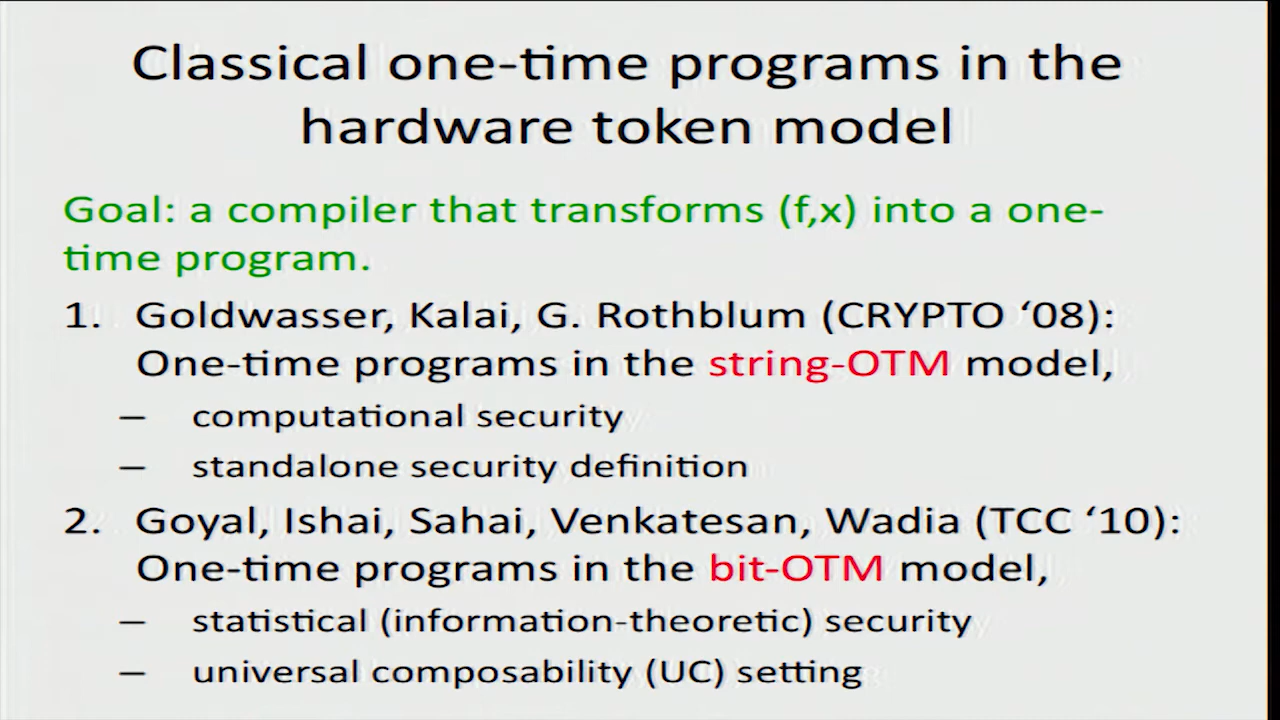 Classical one-time programs in the
hardware token model
Goal: a compiler that transforms (f,x) into a one-
time program.
1. Goldwasser, Kalai, G. Rothblum (CRYPTO ‘08):
One-time programs in the string-OTM model,
– computational security
– standalone security definition
2. Goyal, Ishai, Sahai, Venkatesan, Wadia (TCC ‘10):
One-time programs in the bit-OTM model,
– statistical (information-theoretic) security
– universal composability (UC) setting